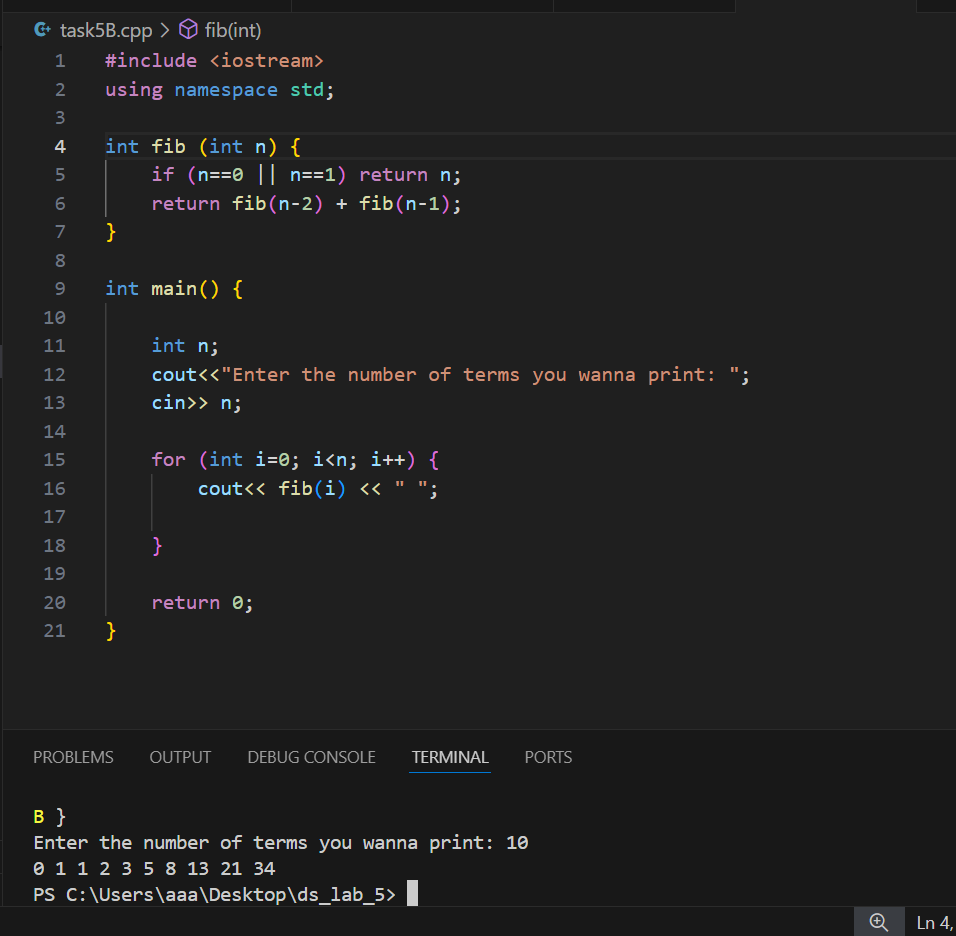 task5B.cpp > fib(int)
1 #include <iostream>
2 using namespace std;
3
4 int fib (int n) {
5     if (n==0 || n==1) return n;
6     return fib(n-2) + fib(n-1);
7 }
8
9 int main() {
10
11     int n;
12     cout<<"Enter the number of terms you wanna print: ";
13     cin>> n;
14
15     for (int i=0; i<n; i++) {
16         cout<< fib(i) << " ";
17
18     }
19
20     return 0;
21 }
PROBLEMS OUTPUT DEBUG CONSOLE TERMINAL PORTS
B }
Enter the number of terms you wanna print: 10
0 1 1 2 3 5 8 13 21 34
PS C:\Users\aaa\Desktop\ds_lab_5>
Ln 4,